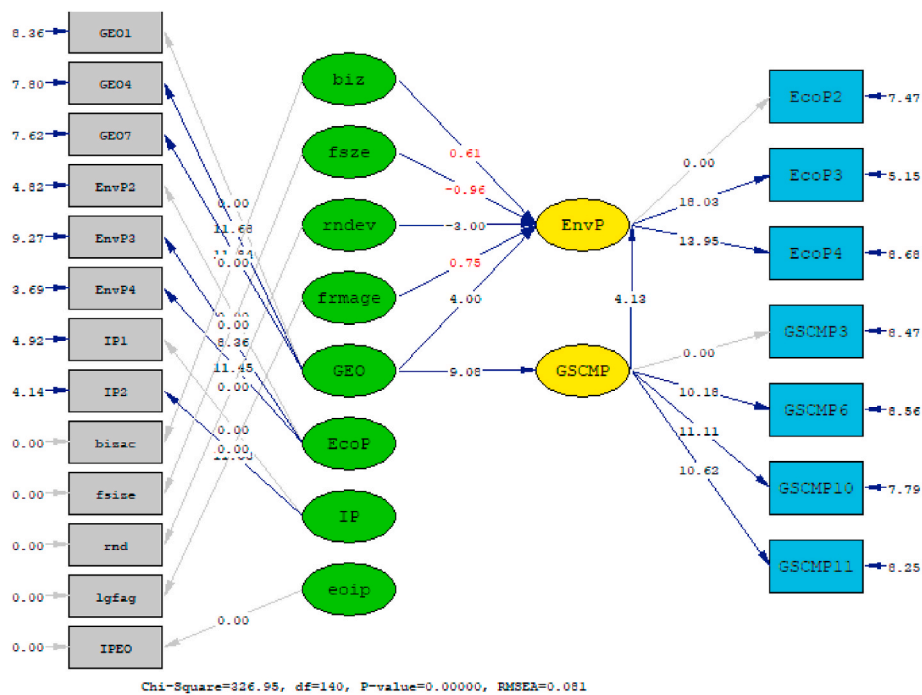 8.36 GEO1
7.80 GEO4
7.62 GEO7
4.82 EnvP2
9.27 EnvP3
3.69 EnvP4
4.92 IP1
4.14 IP2
0.00 bizac
0.00 fsize
0.00 rnd
0.00 lgfag
0.00 IPEO
0.00
11.68
0.00
0.00
8.36
11.45
0.00
0.00
0.00
0.00
biz
fsze
rndev
frmage
GEO
EcoP
IP
eoip
0.61
-0.96
-3.00
0.75
4.00
9.08
EnvP
4.13
GSCMP
0.00
18.03
13.95
0.00
10.18
11.11
10.62
EcoP2 7.47
EcoP3 5.15
EcoP4 8.68
GSCMP3 8.47
GSCMP6 8.56
GSCMP10 7.79
GSCMP11 8.25
Chi-Square=326.95, df=140, P-value=0.00000, RMSEA=0.081